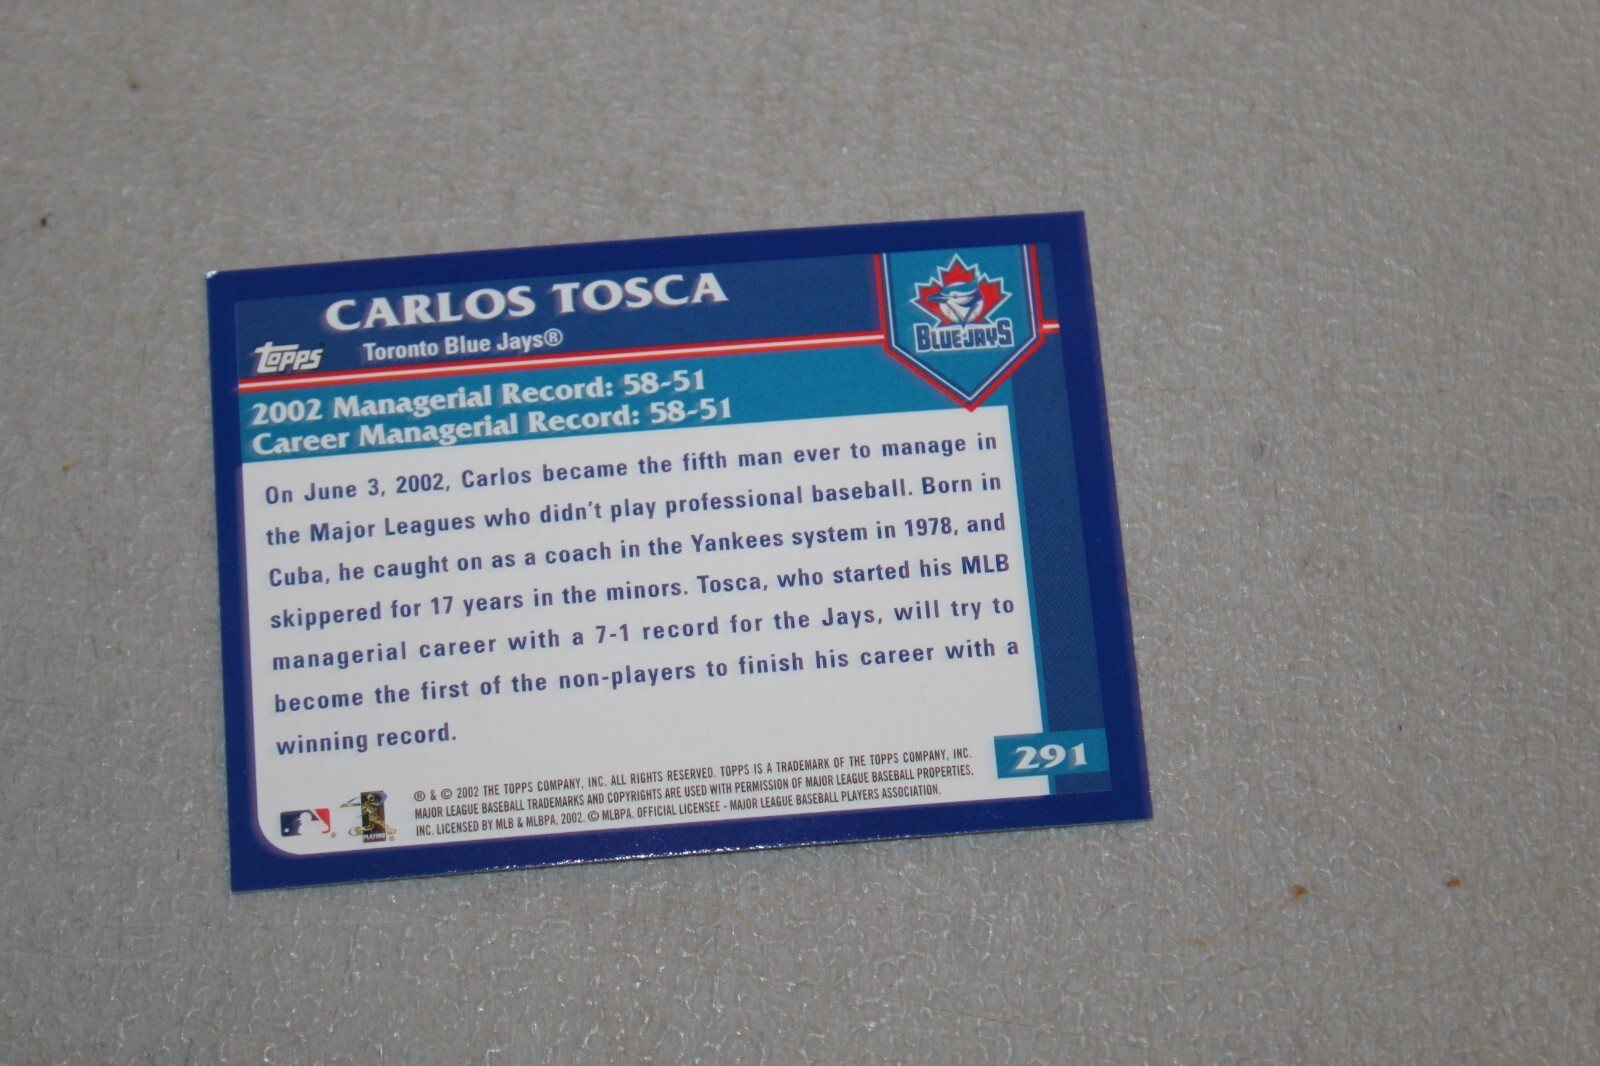 CARLOS TOSCA
TOPPS
Toronto Blue Jays®
BLUE JAYS
2002 Managerial Record: 58-51
Career Managerial Record: 58-51
On June 3, 2002, Carlos became the fifth man ever to manage in
the Major Leagues who didn't play professional baseball. Born in
Cuba, he caught on as a coach in the Yankees system in 1978, and
skippered for 17 years in the minors. Tosca, who started his MLB
managerial career with a 7-1 record for the Jays, will try to
become the first of the non-players to finish his career with a
winning record.
291
® & © 2002 THE TOPPS COMPANY, INC. ALL RIGHTS RESERVED. TOPPS IS A TRADEMARK OF THE TOPPS COMPANY, INC.
MAJOR LEAGUE BASEBALL TRADEMARKS AND COPYRIGHTS ARE USED WITH PERMISSION OF MAJOR LEAGUE BASEBALL PROPERTIES,
INC. LICENSED BY MLB & MLBPA, 2002. © MLBPA. OFFICIAL LICENSEE - MAJOR LEAGUE BASEBALL PLAYERS ASSOCIATION.
PLAYERS